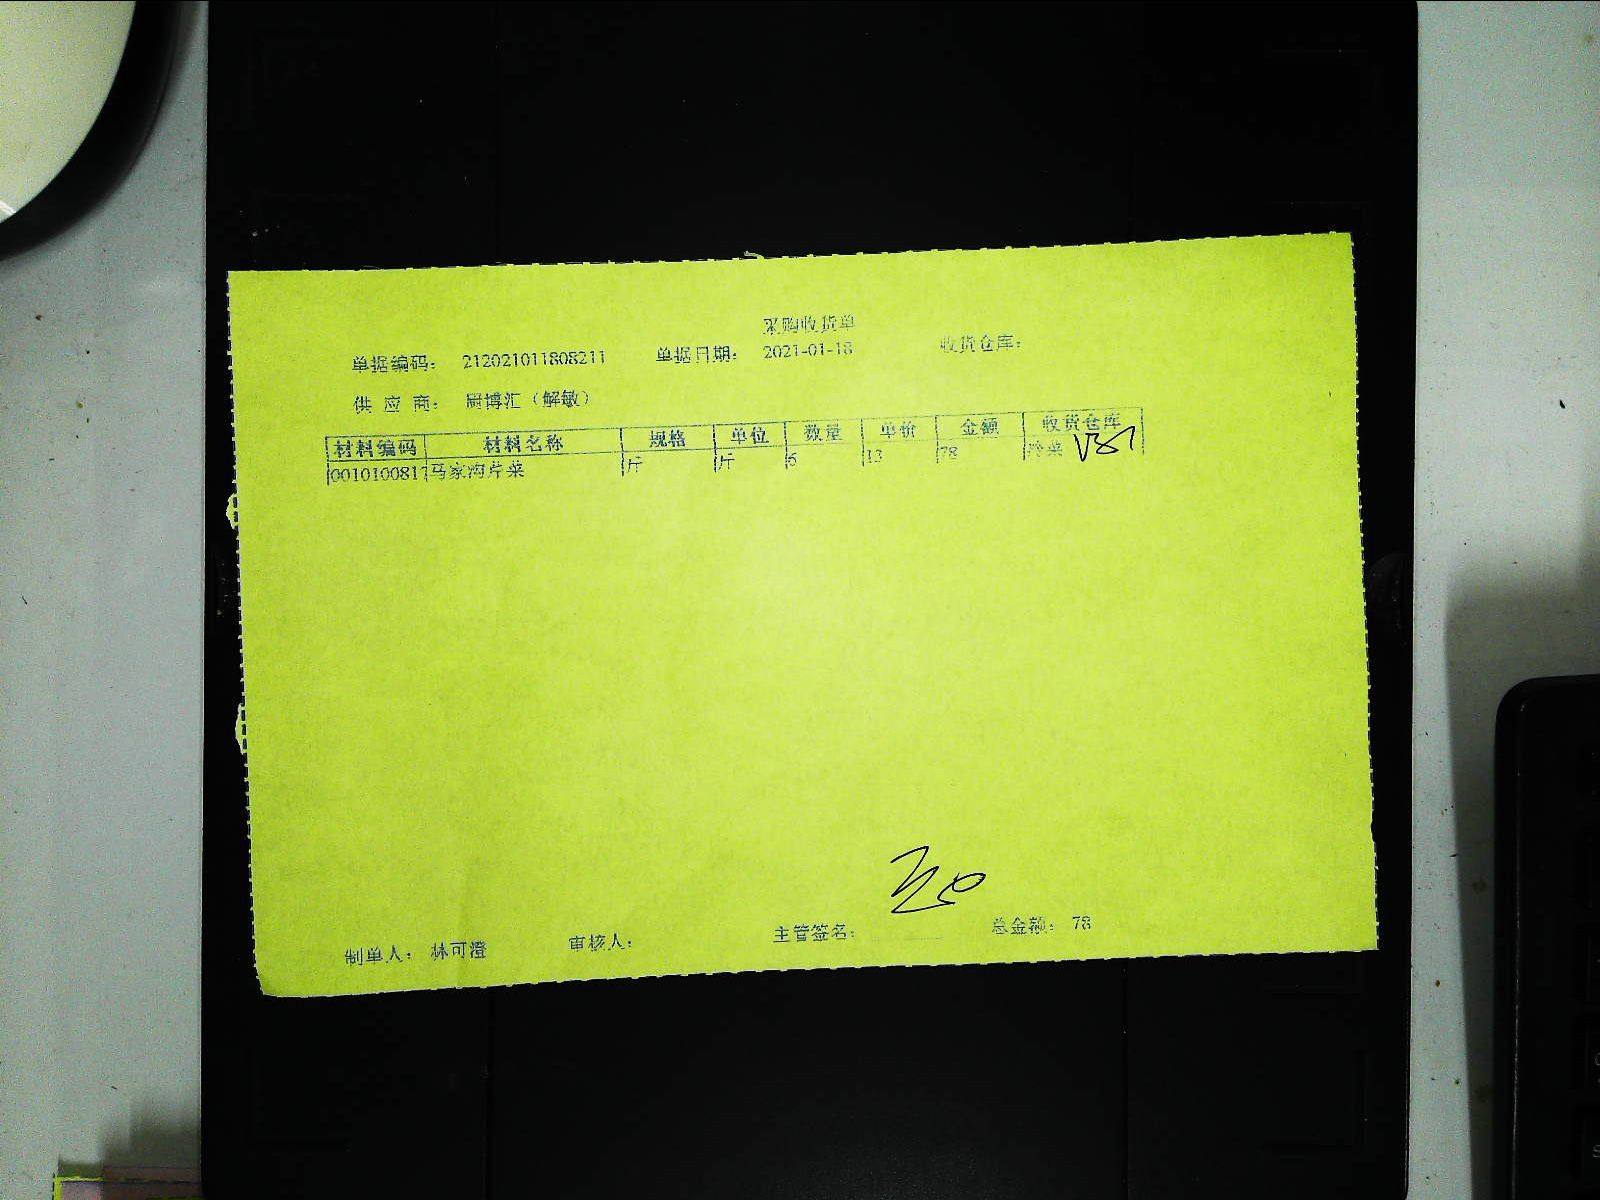 采购收货单
单据编码: 212021011808211 单据日期: 2021-01-18 收货仓库:
供应商: 厨博汇（解敏）
材料编码 材料名称 规格 单位 数量 单价 金额 收货仓库
0010100817 马家沟芹菜 斤 斤 6 13 78 冷菜
制单人: 林可澄 审核人: 主管签名: 总金额: 78